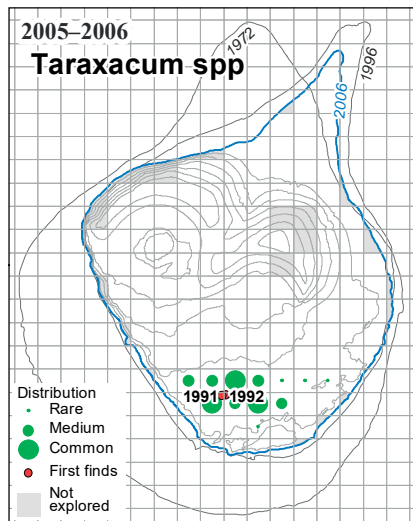 2005–2006
Taraxacum spp
1972
1996
2006
1991
1992
Distribution
Rare
Medium
Common
First finds
Not
explored